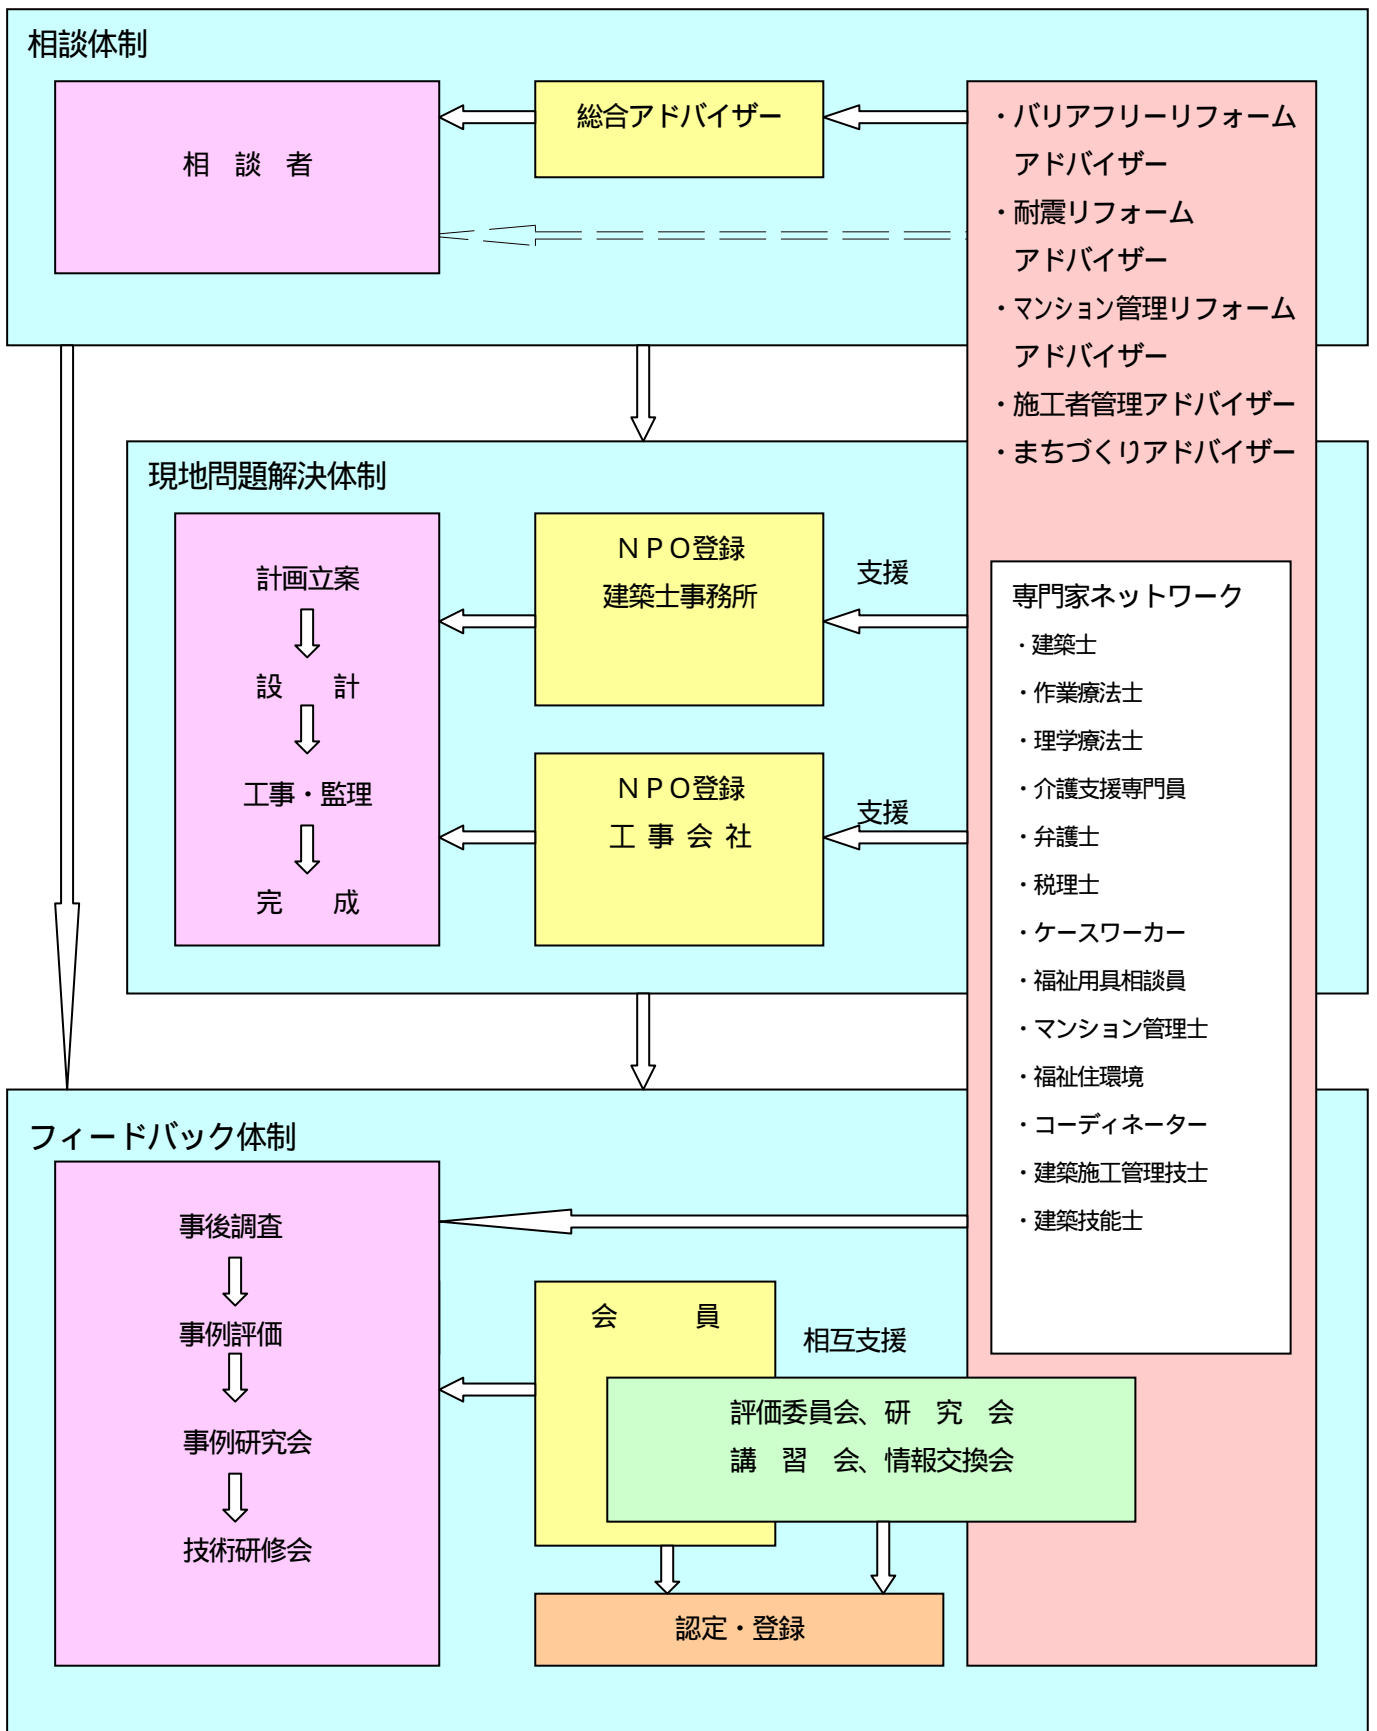 相談体制
相　談　者
総合アドバイザー
・バリアフリーリフォーム
アドバイザー
・耐震リフォーム
アドバイザー
・マンション管理リフォーム
アドバイザー
・施工者管理アドバイザー
・まちづくりアドバイザー
現地問題解決体制
計画立案
設　　計
工事・監理
完　　成
ＮＰＯ登録
建築士事務所
支援
ＮＰＯ登録
工 事 会 社
支援
専門家ネットワーク
・建築士
・作業療法士
・理学療法士
・介護支援専門員
・弁護士
・税理士
・ケースワーカー
・福祉用具相談員
・マンション管理士
・福祉住環境
・コーディネーター
・建築施工管理技士
・建築技能士
フィードバック体制
事後調査
事例評価
事例研究会
技術研修会
会　　　員
相互支援
評価委員会、研　究　会
講　習　会、情報交換会
認定・登録